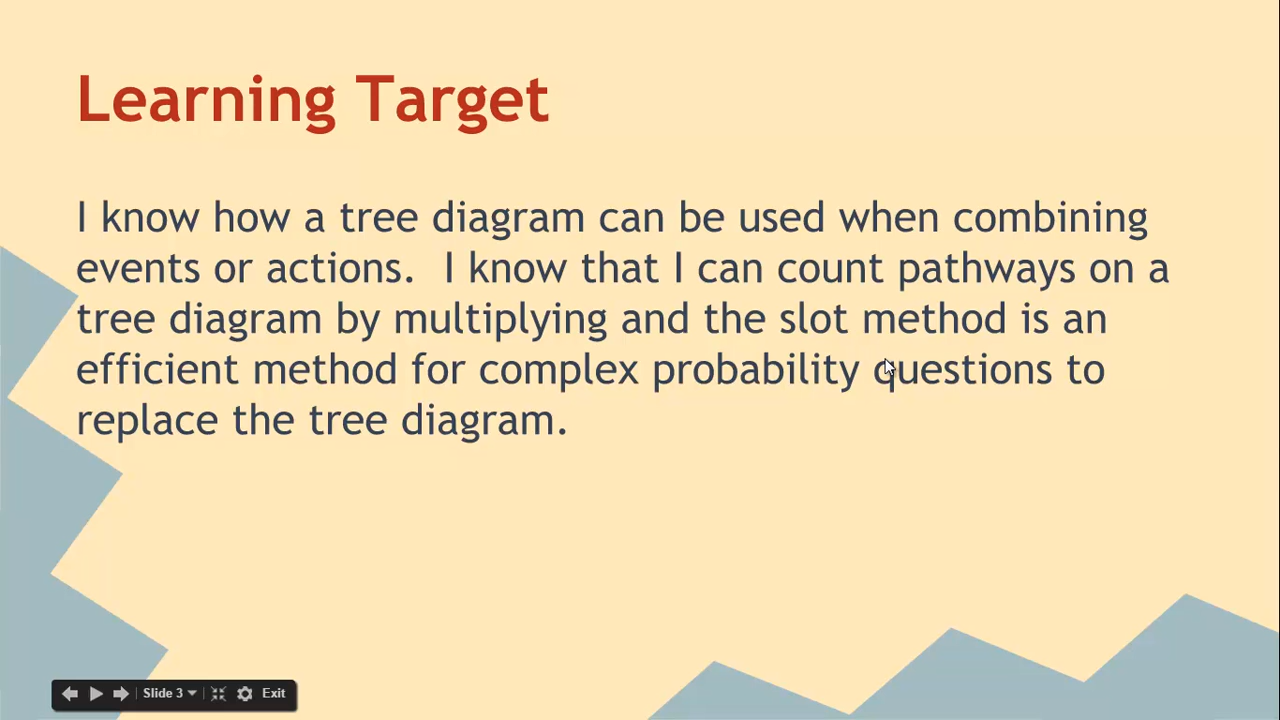 Learning Target
I know how a tree diagram can be used when combining
events or actions.  I know that I can count pathways on a
tree diagram by multiplying and the slot method is an
efficient method for complex probability questions to
replace the tree diagram.
Slide 3
Exit